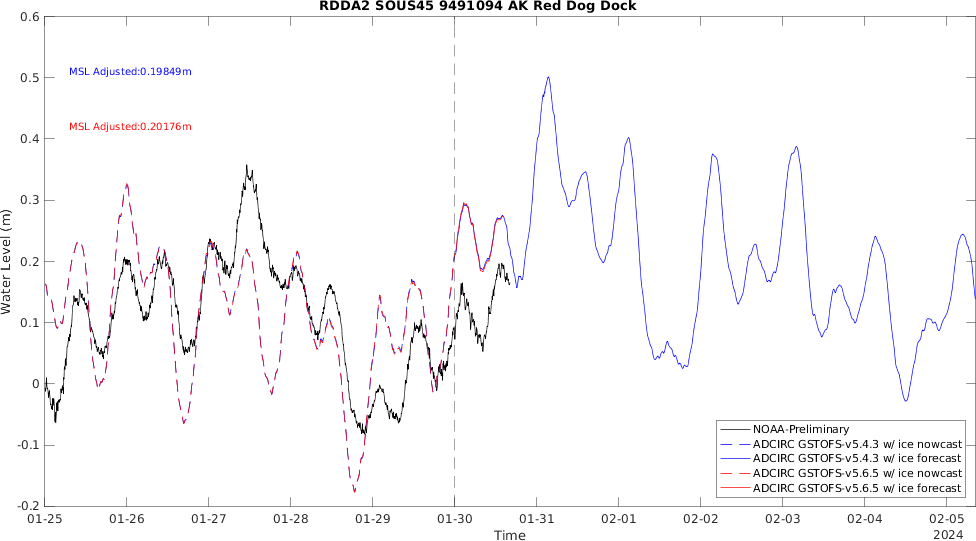 RDDA2 SOUS45 9491094 AK Red Dog Dock
0.6
0.5
0.4
0.3
0.2
0.1
0
-0.1
-0.2
Water Level (m)
MSL Adjusted:0.19849m
MSL Adjusted:0.20176m
NOAA-Preliminary
ADCIRC GSTOFS-v5.4.3 w/ ice nowcast
ADCIRC GSTOFS-v5.4.3 w/ ice forecast
ADCIRC GSTOFS-v5.6.5 w/ ice nowcast
ADCIRC GSTOFS-v5.6.5 w/ ice forecast
01-25 01-26 01-27 01-28 01-29 01-30 01-31 02-01 02-02 02-03 02-04 02-05
2024
Time